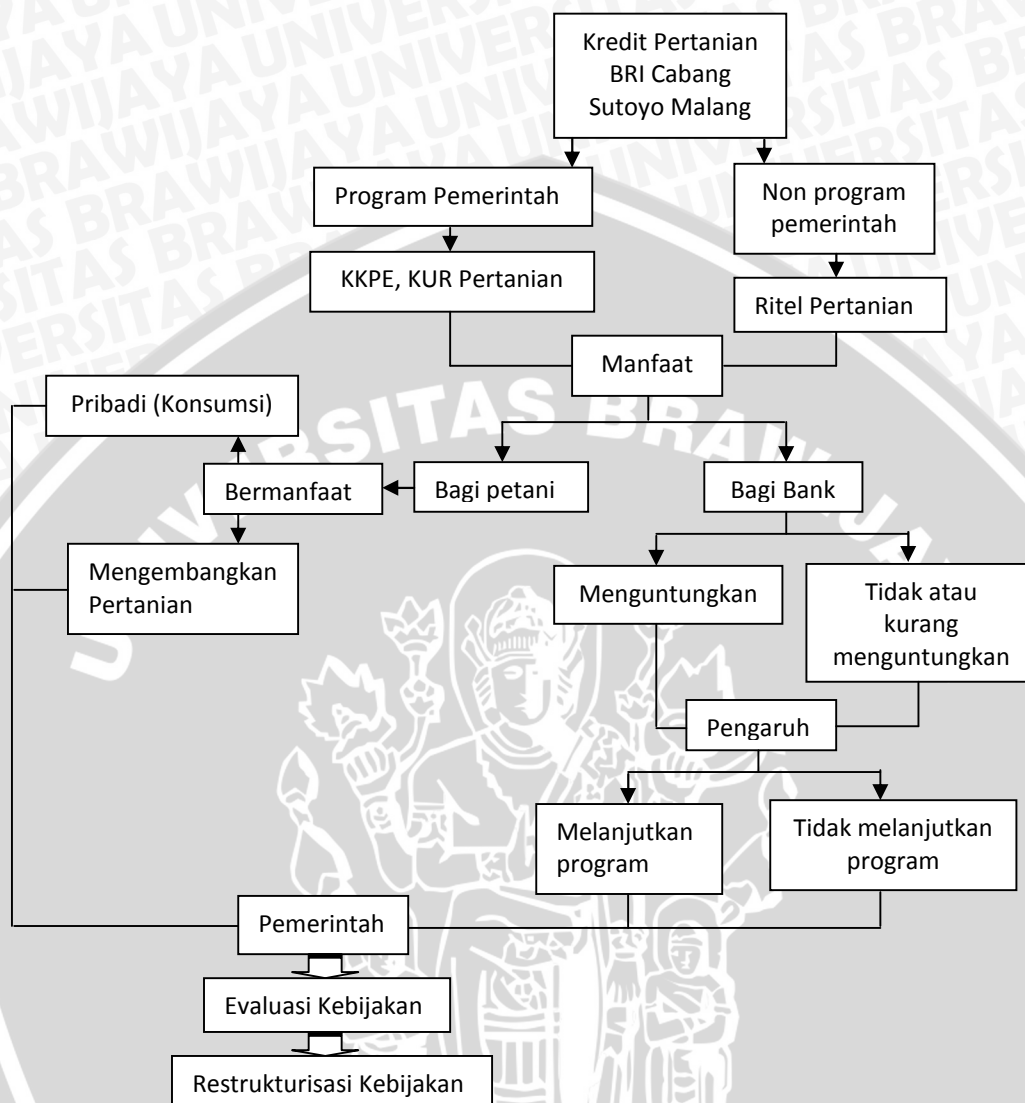 Kredit Pertanian
BRI Cabang
Sutoyo Malang
Program Pemerintah
Non program
pemerintah
KKPE, KUR Pertanian
Ritel Pertanian
Manfaat
Pribadi (Konsumsi)
Bermanfaat
Bagi petani
Bagi Bank
Mengembangkan
Pertanian
Menguntungkan
Tidak atau
kurang
menguntungkan
Pengaruh
Melanjutkan
program
Tidak melanjutkan
program
Pemerintah
Evaluasi Kebijakan
Restrukturisasi Kebijakan
UNIVERSITAS BRAWIJAYA